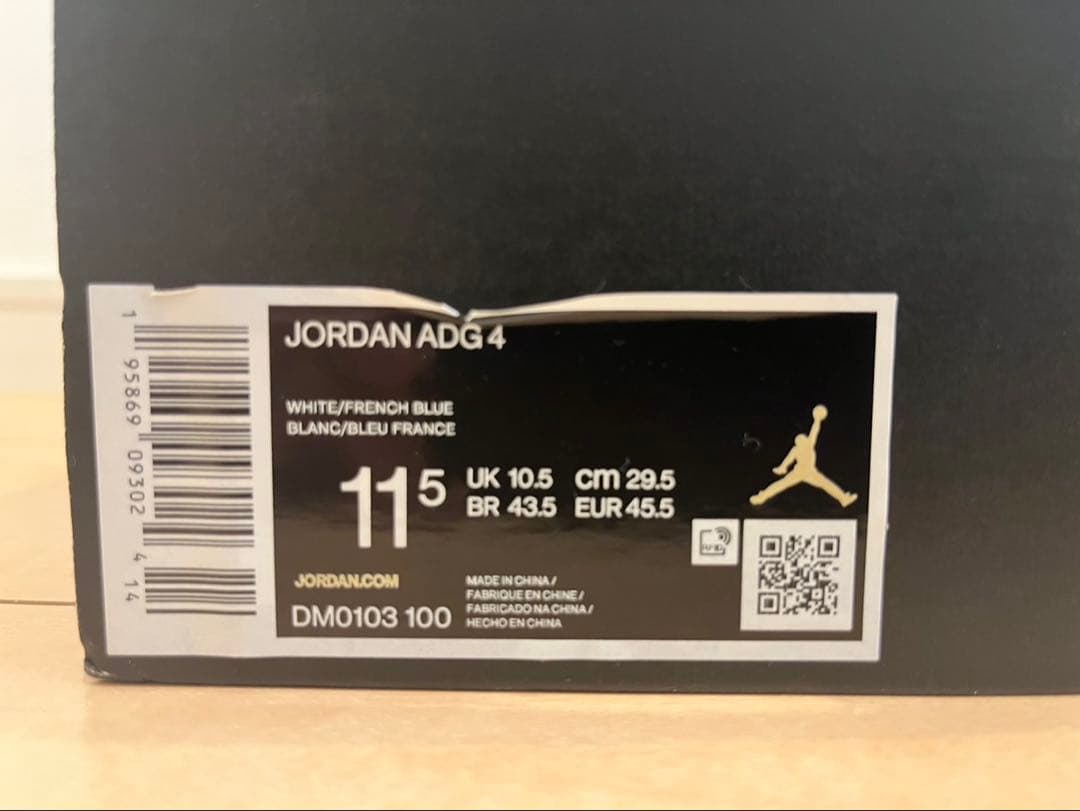 JORDAN ADG 4
WHITE/FRENCH BLUE
BLANC/BLEU FRANCE
11 5
UK 10.5 cm 29.5
BR 43.5 EUR 45.5
JORDAN.COM
DM0103 100
MADE IN CHINA /
FABRIQUE EN CHINE /
FABRICADO NA CHINA /
HECHO EN CHINA
RFID
1 95869 09302 4 14